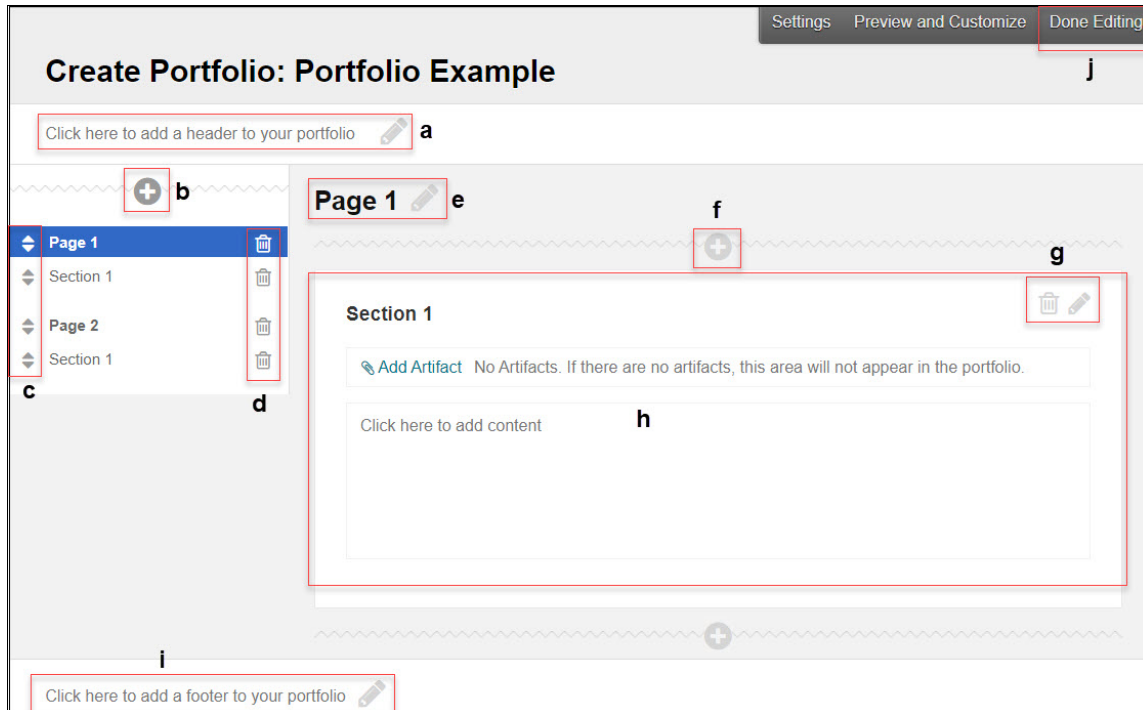 Settings Preview and Customize Done Editing
j
Create Portfolio: Portfolio Example
Click here to add a header to your portfolio a
b
Page 1 e
f
Page 1
Section 1
Page 2
Section 1
c
d
g
Section 1
Add Artifact No Artifacts. If there are no artifacts, this area will not appear in the portfolio.
Click here to add content
h
i
Click here to add a footer to your portfolio